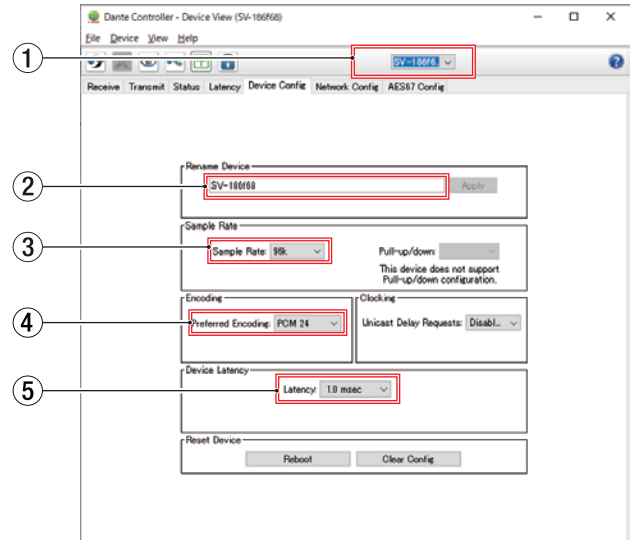 Dante Controller - Device View (SV-186f68)
File Device View Help
1
SV-186f6..
?
Receive Transmit Status Latency Device Config Network Config AES67 Config
Rename Device
2
SV-186f68
Apply
Sample Rate
3
Sample Rate: 96k
Pull-up/down:
This device does not support
Pull-up/down configuration.
Encoding
Clocking
4
Preferred Encoding: PCM 24
Unicast Delay Requests: Disabl..
Device Latency
5
Latency: 1.0 msec
Reset Device
Reboot
Clear Config